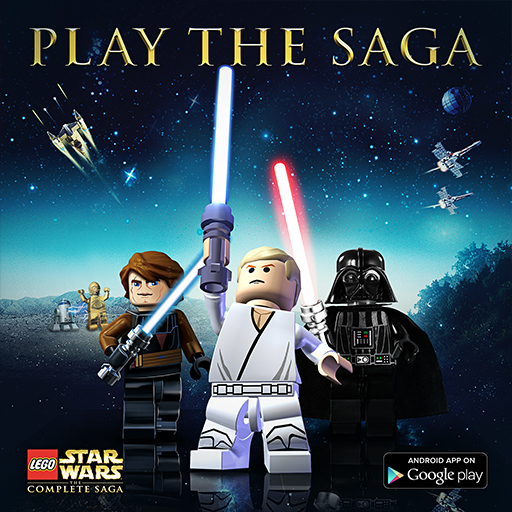 PLAY THE SAGA
LEGO
STAR
WARS
THE
COMPLETE SAGA
ANDROID APP ON
Google play